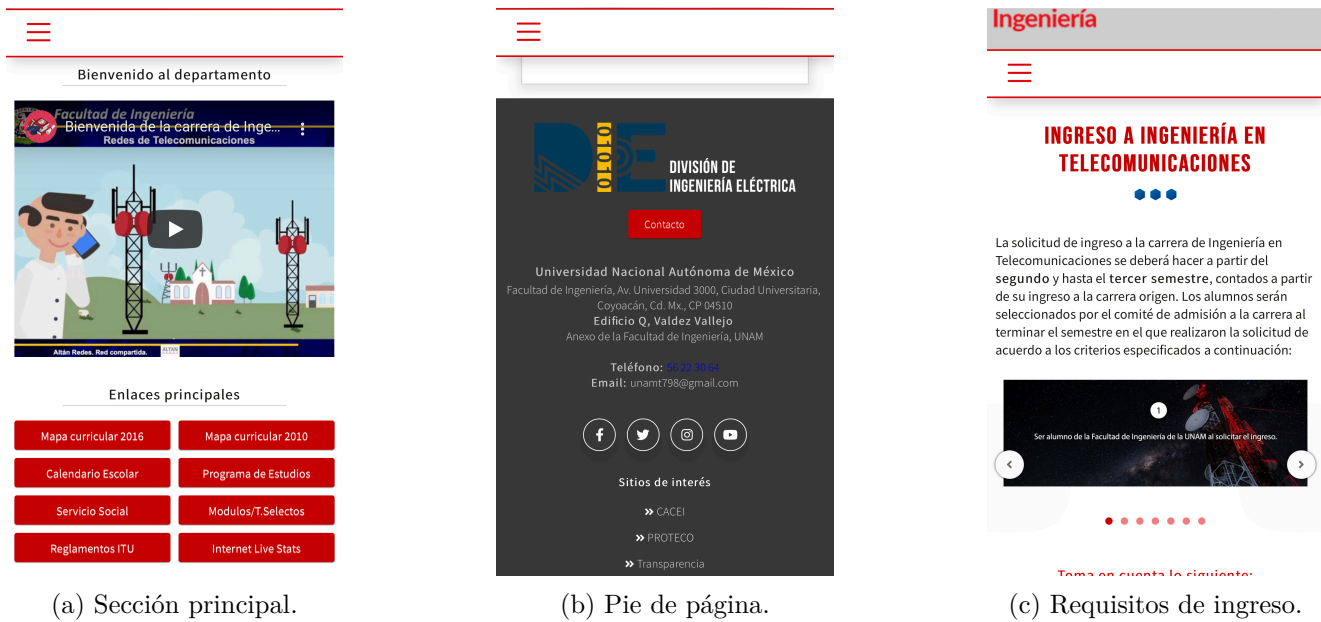 Bienvenido al departamento
Facultad de Ingeniería
Bienvenida de la carrera de Inge...
Redes de Telecomunicaciones
Altán Redes. Red compartida.
ALTÁN
Enlaces principales
Mapa curricular 2016
Mapa curricular 2010
Calendario Escolar
Programa de Estudios
Servicio Social
Modulos/T.Selectos
Reglamentos ITU
Internet Live Stats
(a) Sección principal.
DIE
01010
DIVISIÓN DE
INGENIERÍA ELÉCTRICA
Contacto
Universidad Nacional Autónoma de México
Facultad de Ingeniería, Av. Universidad 3000, Ciudad Universitaria,
Coyoacán, Cd. Mx., CP 04510
Edificio Q, Valdez Vallejo
Anexo de la Facultad de Ingeniería, UNAM
Teléfono: 56 22 30 64
Email: unamt798@gmail.com
Sitios de interés
» CACEI
» PROTECO
» Transparencia
(b) Pie de página.
Ingeniería
INGRESO A INGENIERÍA EN
TELECOMUNICACIONES
La solicitud de ingreso a la carrera de Ingeniería en
Telecomunicaciones se deberá hacer a partir del
segundo y hasta el tercer semestre, contados a partir
de su ingreso a la carrera origen. Los alumnos serán
seleccionados por el comité de admisión a la carrera al
terminar el semestre en el que realizaron la solicitud de
acuerdo a los criterios especificados a continuación:
1
Ser alumno de la Facultad de Ingeniería de la UNAM al solicitar el ingreso.
Toma en cuenta lo siguiente:
(c) Requisitos de ingreso.